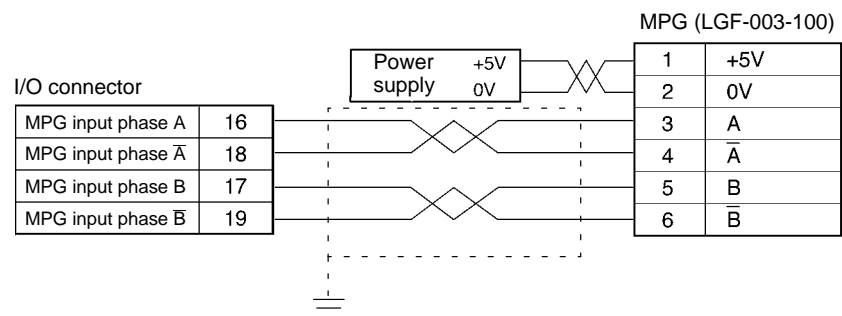 MPG (LGF-003-100)
Power supply +5V 0V
1 +5V
2 0V
3 A
4 A̅
5 B
6 B̅
I/O connector
MPG input phase A 16
MPG input phase A̅ 18
MPG input phase B 17
MPG input phase B̅ 19